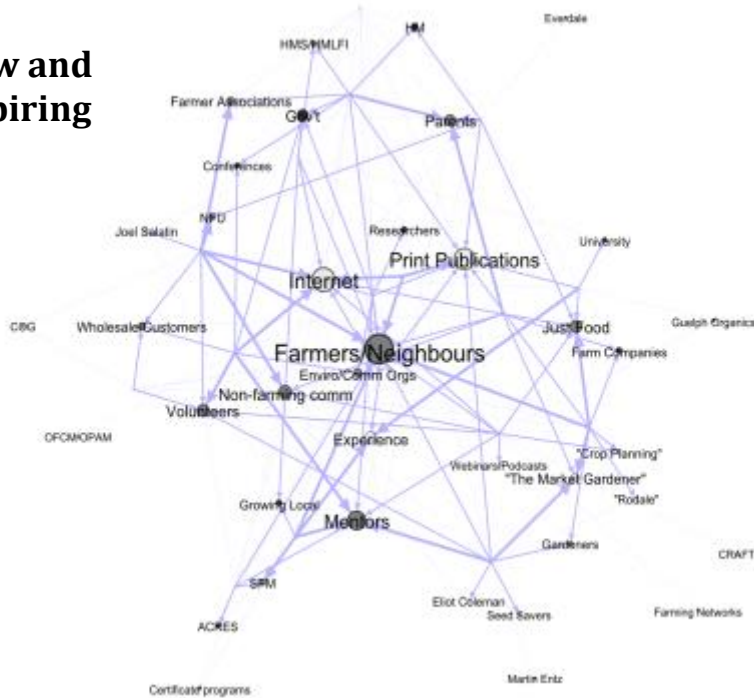 w and
piring
HM
Everdale
HMS/HMLFI
Farmer Associations
Gov't
Parents
Conferences
NFU
Joel Salatin
Researchers
University
Print Publications
Internet
C®G
Wholesale Customers
Just Food
Guelph Organics
Farmers/Neighbours
Farm Companies
Enviro/Comm Orgs
Non-farming comm
Volunteers
OFCM/OPAM
Experience
"Crop Planning"
Webinars/Podcasts
"The Market Gardener"
"Rodale"
Growing Local
Mentors
Gardeners
CRAFT
SPM
Eliot Coleman
Seed Savers
Farming Networks
ACRES
Martin Entz
Certificate programs